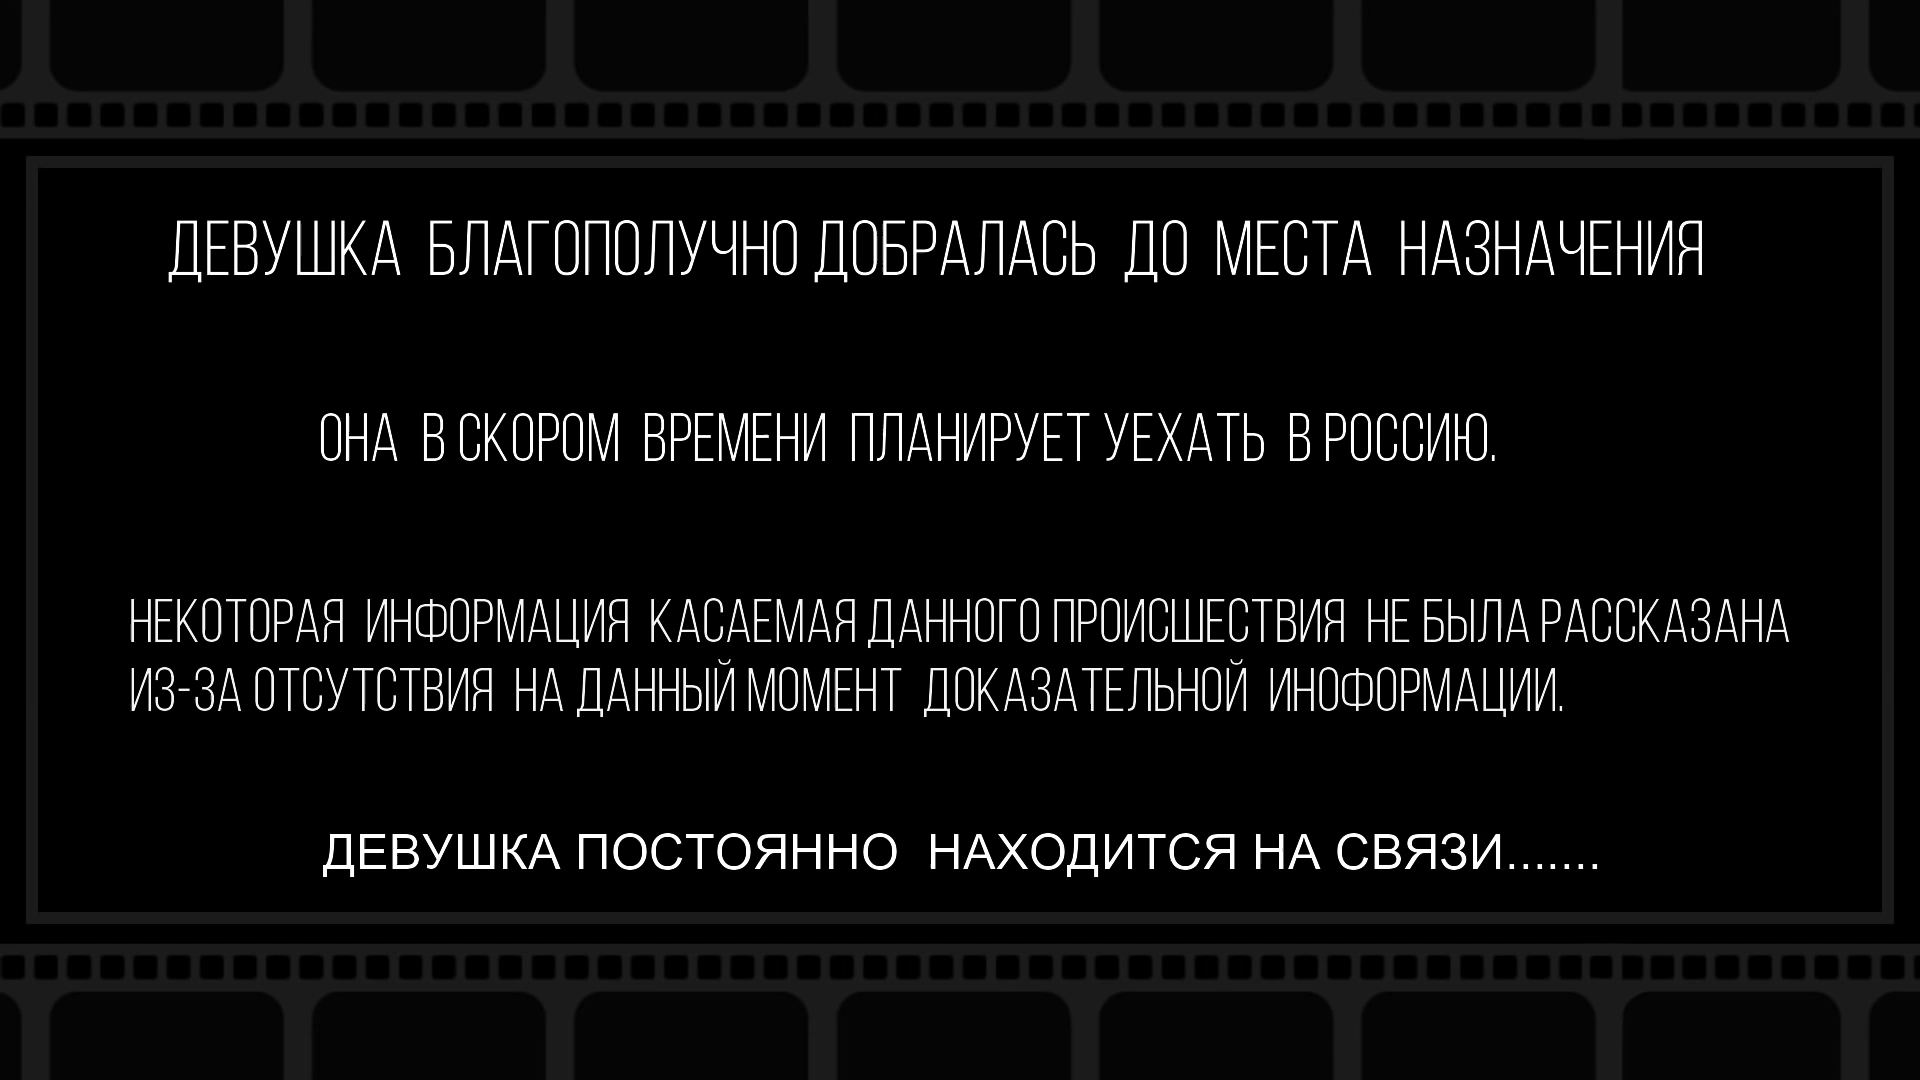 ДЕВУШКА БЛАГОПОЛУЧНО ДОБРАЛАСЬ ДО МЕСТА НАЗНАЧЕНИЯ
ОНА В СКОРОМ ВРЕМЕНИ ПЛАНИРУЕТ УЕХАТЬ В РОССИЮ.
НЕКОТОРАЯ ИНФОРМАЦИЯ КАСАЕМАЯ ДАННОГО ПРОИСШЕСТВИЯ НЕ БЫЛА РАССКАЗАНА
ИЗ-ЗА ОТСУТСТВИЯ НА ДАННЫЙ МОМЕНТ ДОКАЗАТЕЛЬНОЙ ИНОФОРМАЦИИ.
ДЕВУШКА ПОСТОЯННО НАХОДИТСЯ НА СВЯЗИ.......